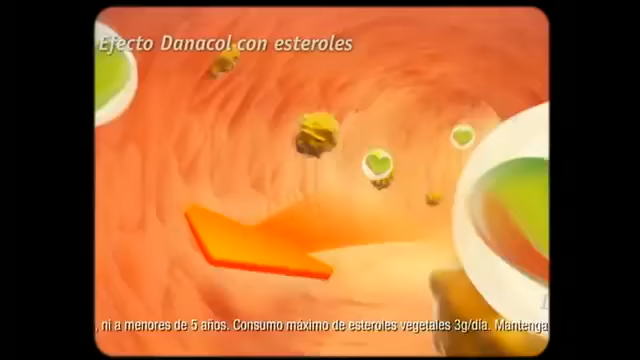 Efecto Danacol con esteroles
, ni a menores de 5 años. Consumo máximo de esteroles vegetales 3g/día. Mantenga